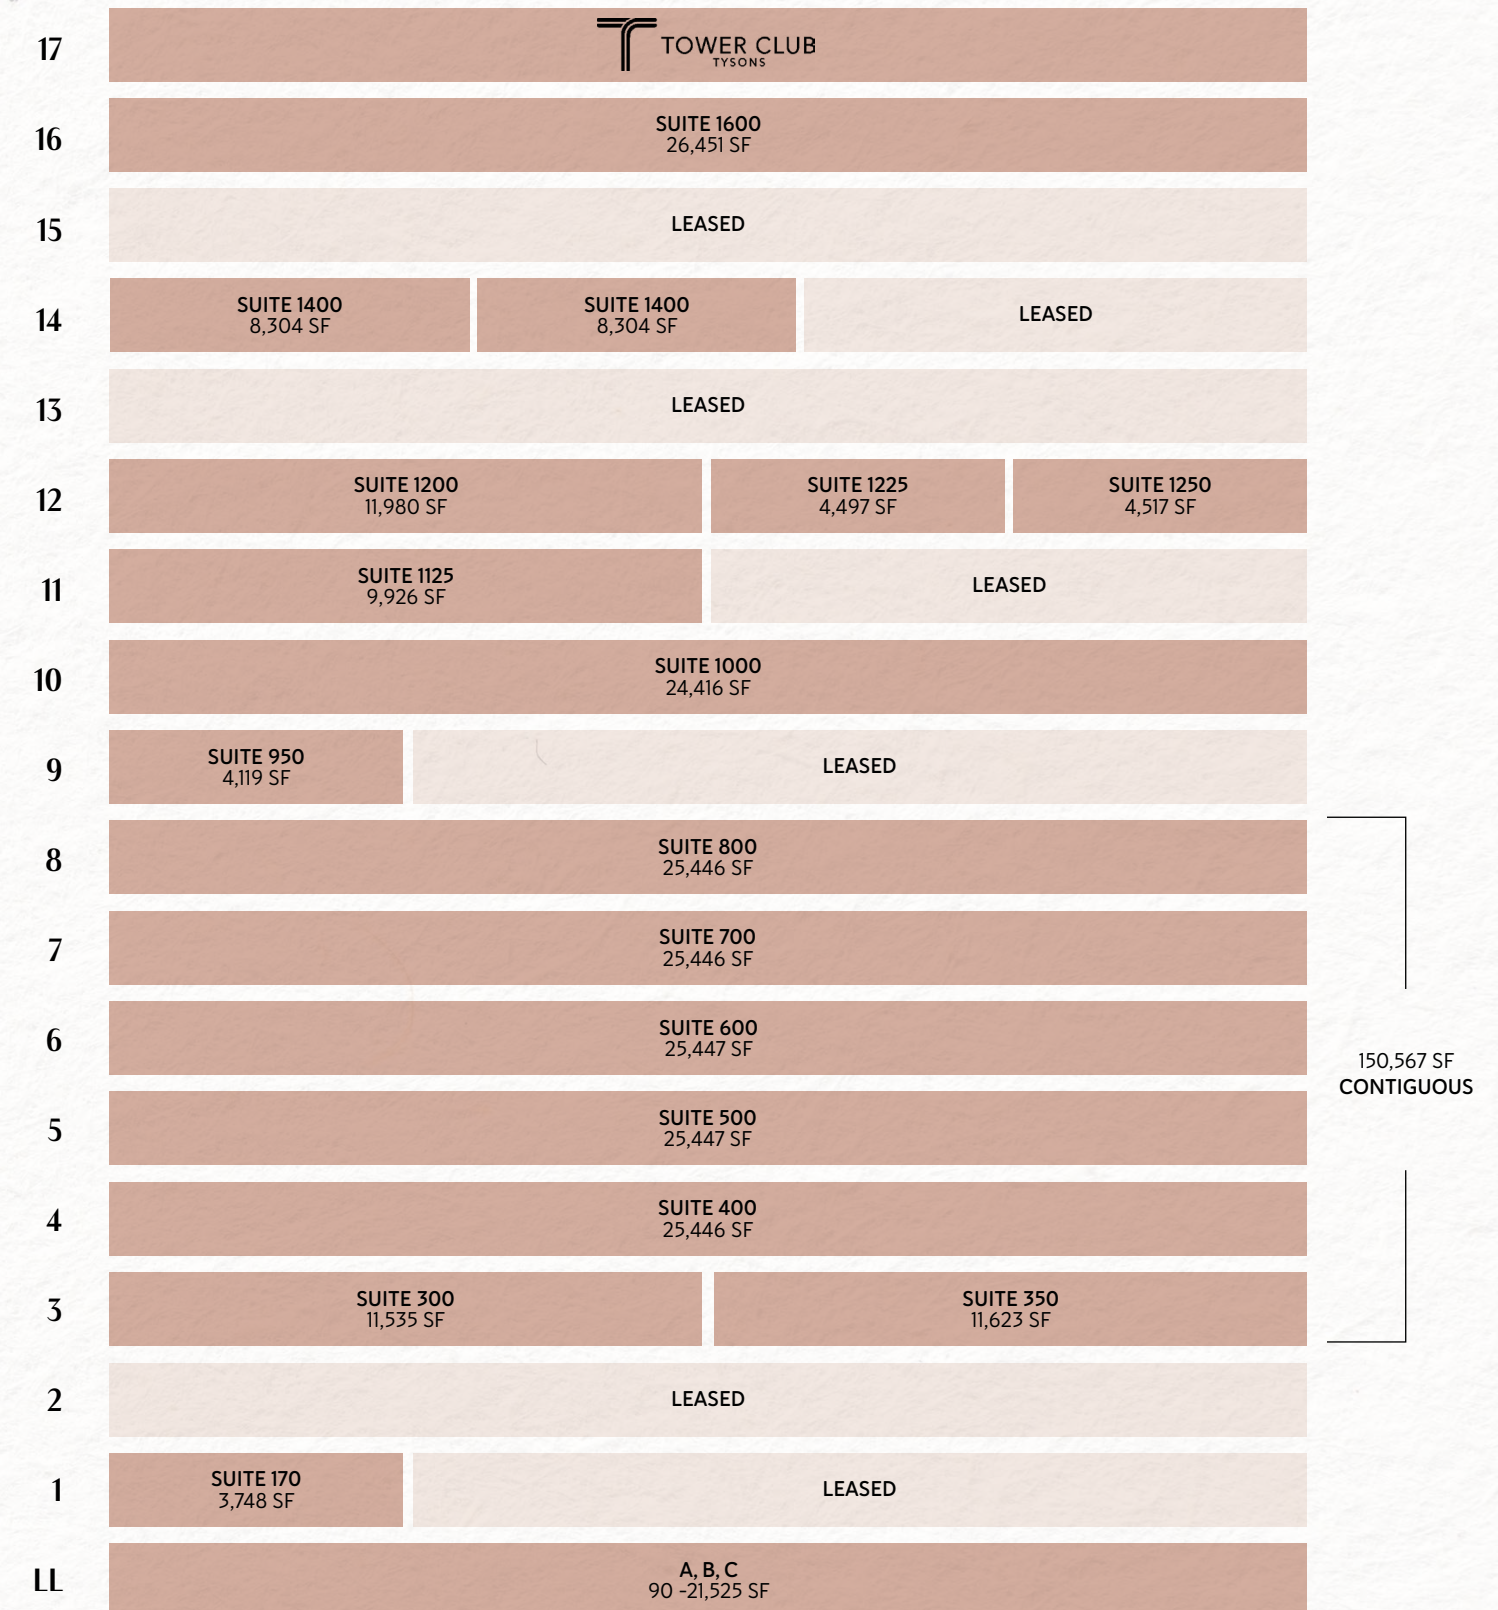 17
TOWER CLUB
TYSONS
16
SUITE 1600
26,451 SF
15
LEASED
14
SUITE 1400
8,304 SF
SUITE 1400
8,304 SF
LEASED
13
LEASED
12
SUITE 1200
11,980 SF
SUITE 1225
4,497 SF
SUITE 1250
4,517 SF
11
SUITE 1125
9,926 SF
LEASED
10
SUITE 1000
24,416 SF
9
SUITE 950
4,119 SF
LEASED
8
SUITE 800
25,446 SF
7
SUITE 700
25,446 SF
6
SUITE 600
25,447 SF
150,567 SF
CONTIGUOUS
5
SUITE 500
25,447 SF
4
SUITE 400
25,446 SF
3
SUITE 300
11,535 SF
SUITE 350
11,623 SF
2
LEASED
1
SUITE 170
3,748 SF
LEASED
LL
A, B, C
90 -21,525 SF